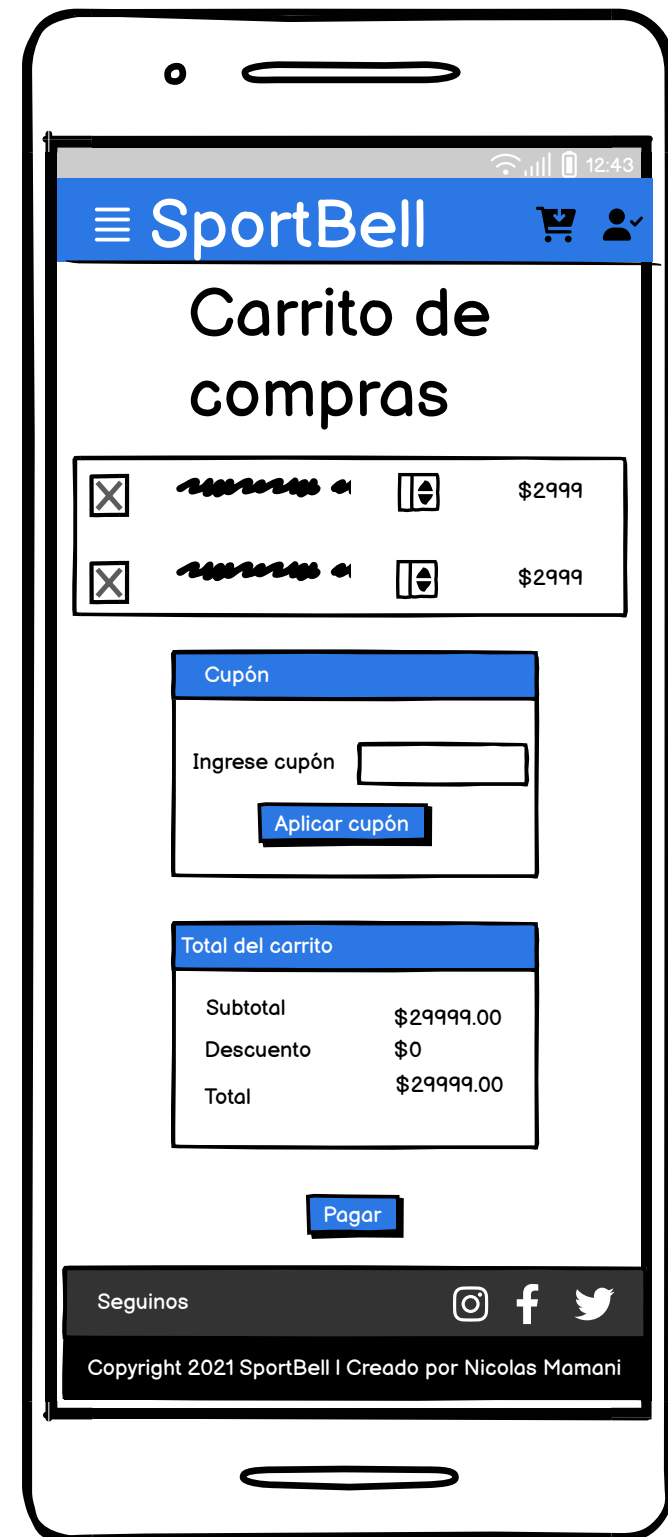 12:43
SportBell
Carrito de
compras
$2999
$2999
Cupón
Ingrese cupón
Aplicar cupón
Total del carrito
Subtotal $29999.00
Descuento $0
Total $29999.00
Pagar
Seguinos
Copyright 2021 SportBell | Creado por Nicolas Mamani